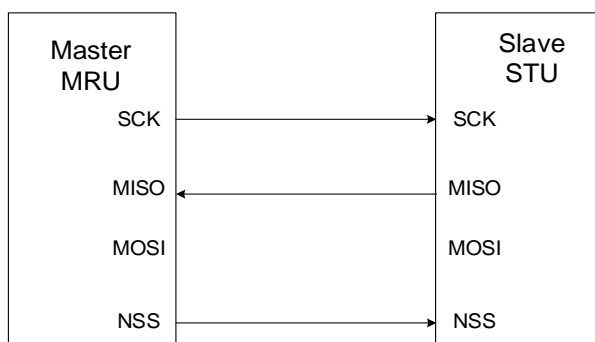 Master
MRU
Slave
STU
SCK
SCK
MISO
MISO
MOSI
MOSI
NSS
NSS